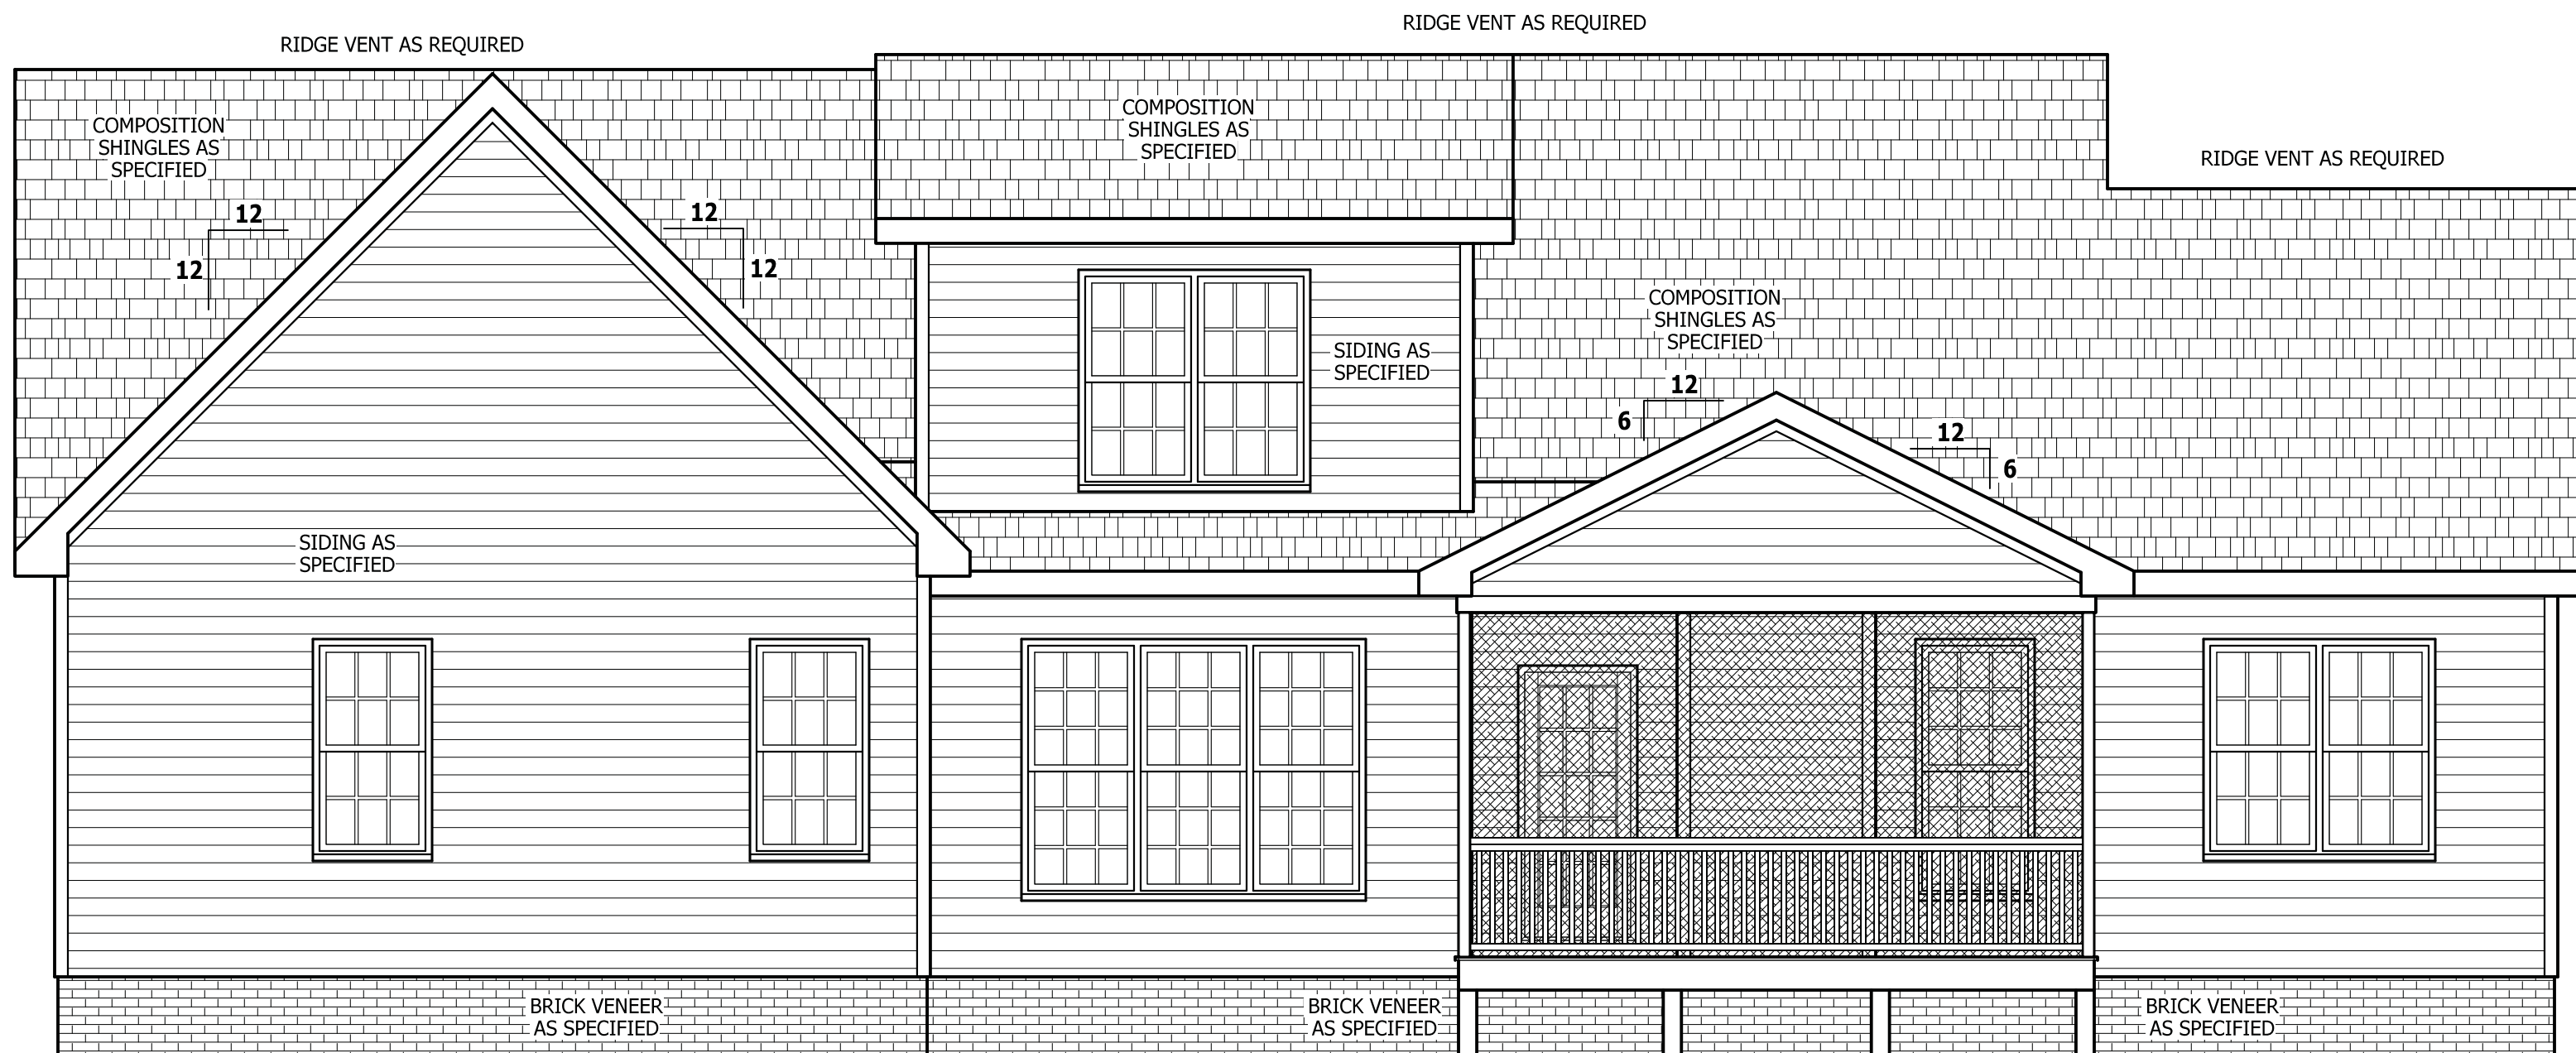 RIDGE VENT AS REQUIRED
RIDGE VENT AS REQUIRED
RIDGE VENT AS REQUIRED
COMPOSITION
SHINGLES AS
SPECIFIED
COMPOSITION
SHINGLES AS
SPECIFIED
12
12
12
12
COMPOSITION
SHINGLES AS
SPECIFIED
SIDING AS
SPECIFIED
12
6
12
6
SIDING AS
SPECIFIED
BRICK VENEER
AS SPECIFIED
BRICK VENEER
AS SPECIFIED
BRICK VENEER
AS SPECIFIED